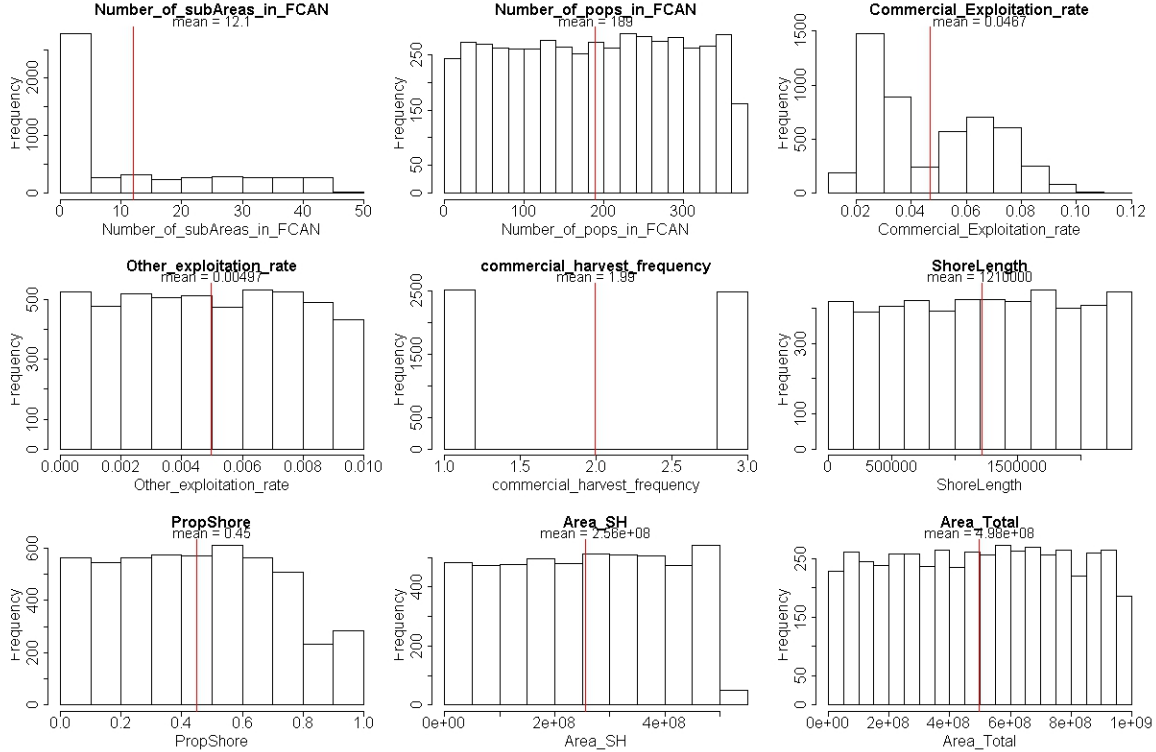 Number_of_subAreas_in_FCAN
mean = 12.1
Frequency
0 1000 2000
0 10 20 30 40 50
Number_of_subAreas_in_FCAN
Number_of_pops_in_FCAN
mean = 189
Frequency
0 50 150 250
0 100 200 300
Number_of_pops_in_FCAN
Commercial_Exploitation_rate
mean = 0.0467
Frequency
0 500 1000 1500
0.02 0.04 0.06 0.08 0.10 0.12
Commercial_Exploitation_rate
Other_exploitation_rate
mean = 0.00497
Frequency
0 100 300 500
0.000 0.002 0.004 0.006 0.008 0.010
Other_exploitation_rate
commercial_harvest_frequency
mean = 1.99
Frequency
0 500 1500 2500
1.0 1.5 2.0 2.5 3.0
commercial_harvest_frequency
ShoreLength
mean = 1210000
Frequency
0 100 300
0 500000 1500000
ShoreLength
PropShore
mean = 0.45
Frequency
0 200 400 600
0.0 0.2 0.4 0.6 0.8 1.0
PropShore
Area_SH
mean = 2.56e+08
Frequency
0 200 400
0e+00 2e+08 4e+08
Area_SH
Area_Total
mean = 4.98e+08
Frequency
0 50 150 250
0e+00 2e+08 4e+08 6e+08 8e+08 1e+09
Area_Total